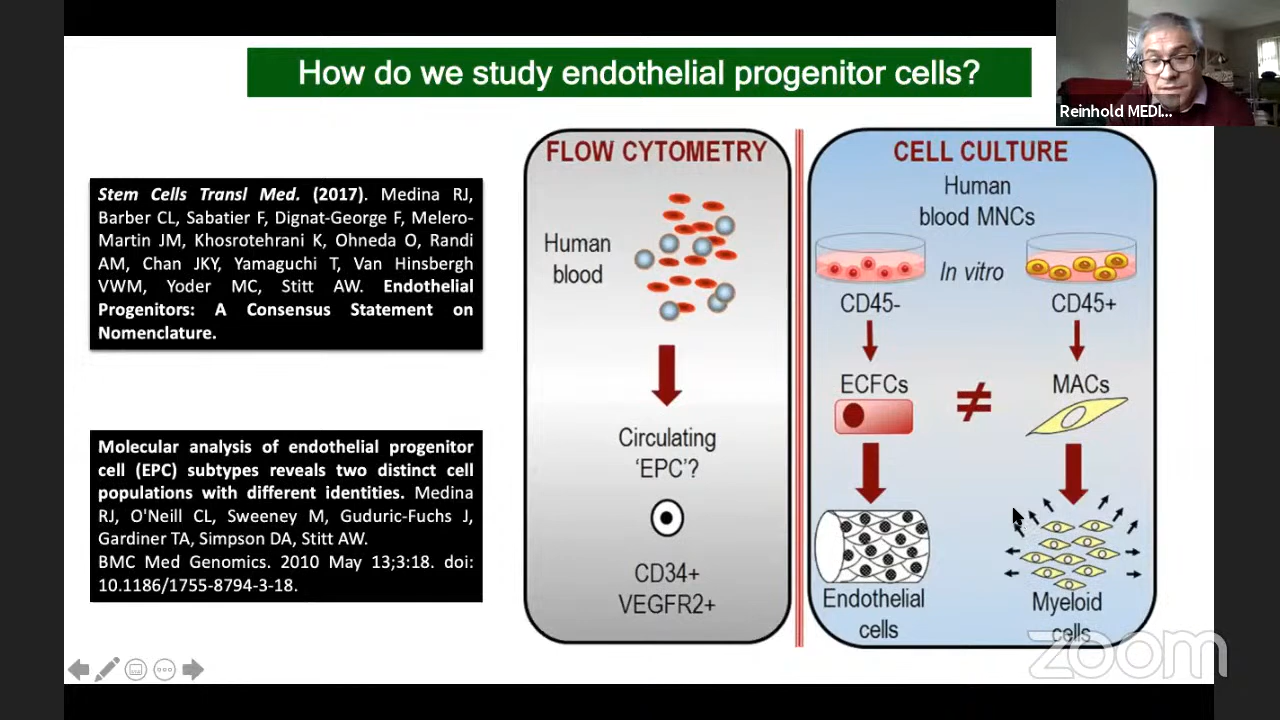 How do we study endothelial progenitor cells?
Reinhold MEDI...
Stem Cells Transl Med. (2017). Medina RJ,
Barber CL, Sabatier F, Dignat-George F, Melero-
Martin JM, Khosrotehrani K, Ohneda O, Randi
AM, Chan JKY, Yamaguchi T, Van Hinsbergh
VWM, Yoder MC, Stitt AW. Endothelial
Progenitors: A Consensus Statement on
Nomenclature.
Molecular analysis of endothelial progenitor
cell (EPC) subtypes reveals two distinct cell
populations with different identities. Medina
RJ, O'Neill CL, Sweeney M, Guduric-Fuchs J,
Gardiner TA, Simpson DA, Stitt AW.
BMC Med Genomics. 2010 May 13;3:18. doi:
10.1186/1755-8794-3-18.
FLOW CYTOMETRY
Human
blood
Circulating
‘EPC’?
CD34+
VEGFR2+
CELL CULTURE
Human
blood MNCs
In vitro
CD45-
CD45+
ECFCs
≠
MACs
Endothelial
cells
Myeloid
cells
zoom